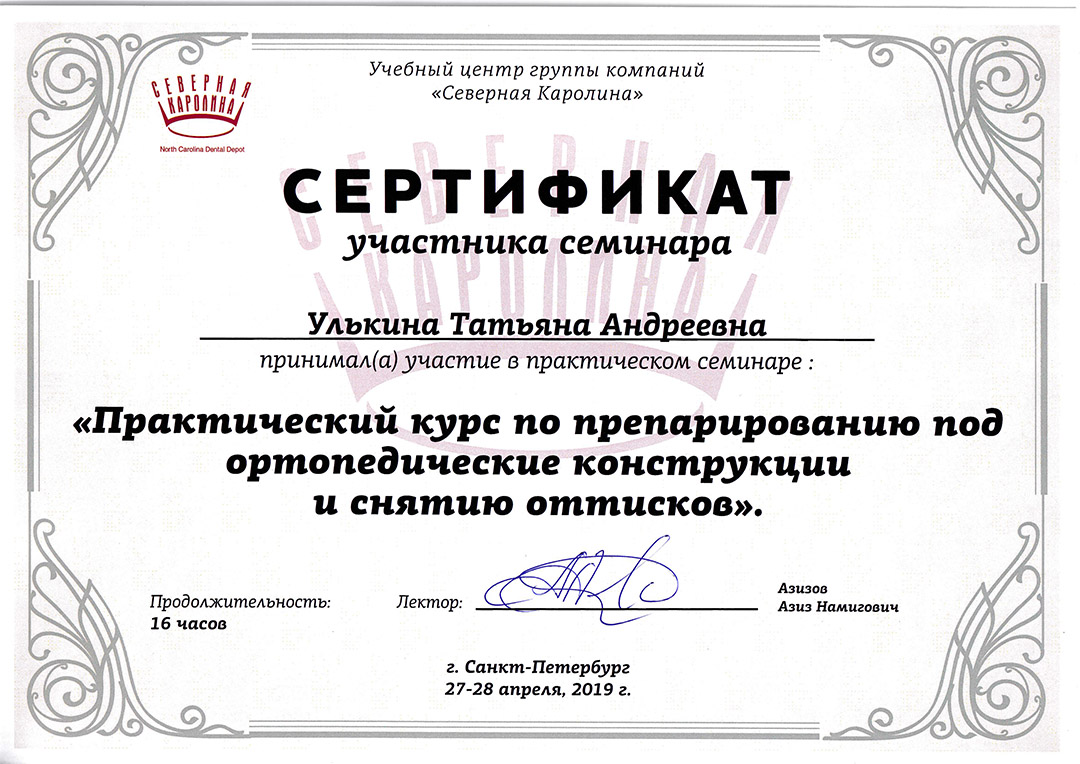 СЕВЕРНАЯ
КАРОЛИНА
North Carolina Dental Depot
Учебный центр группы компаний
«Северная Каролина»
СЕВЕРНАЯ
КАРОЛИНА
СЕРТИФИКАТ
участника семинара
Улькина Татьяна Андреевна
принимал(а) участие в практическом семинаре :
«Практический курс по препарированию под
ортопедические конструкции
и снятию оттисков».
Продолжительность:
16 часов
Лектор:
Азизов
Азиз Намигович
г. Санкт-Петербург
27-28 апреля, 2019 г.